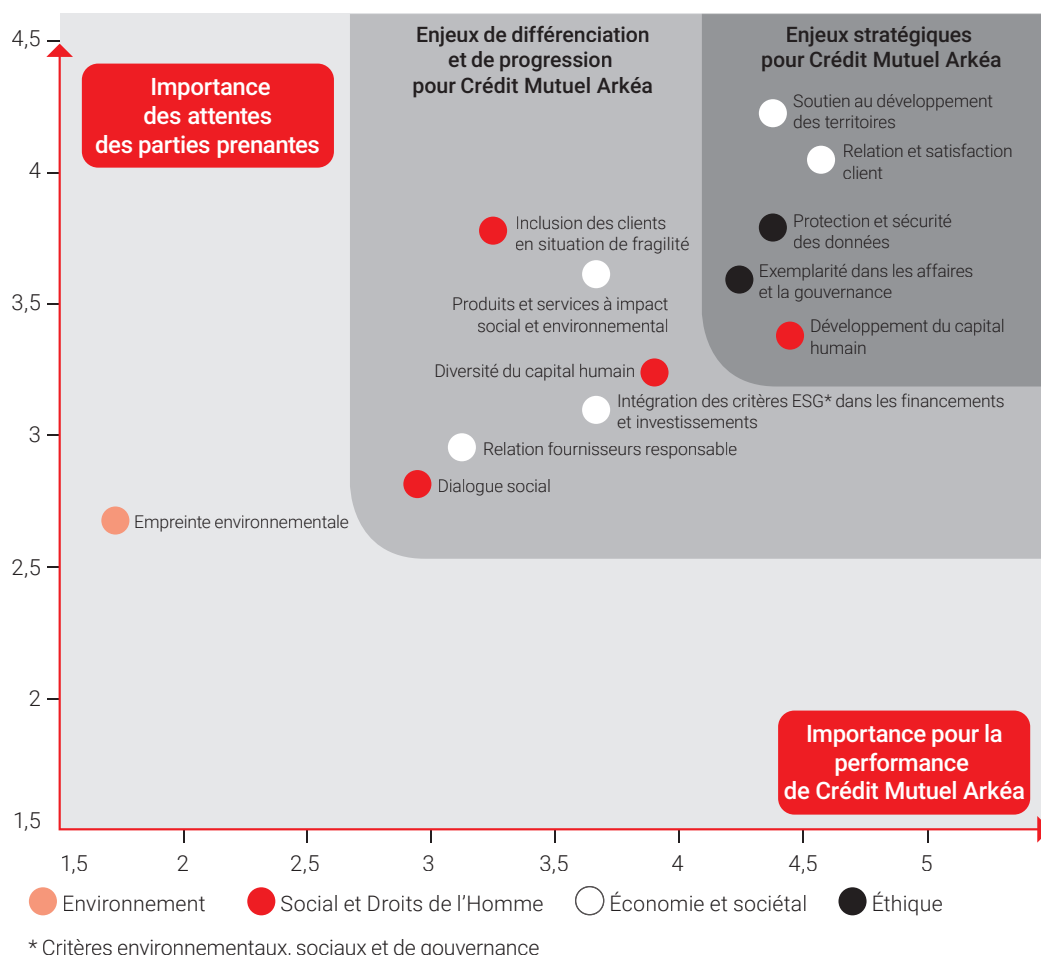 Enjeux de différenciation
et de progression
pour Crédit Mutuel Arkéa
Enjeux stratégiques
pour Crédit Mutuel Arkéa
4,5
Importance
des attentes
des parties prenantes
Soutien au développement
des territoires
Relation et satisfaction
client
4
Inclusion des clients
en situation de fragilité
Protection et sécurité
des données
Exemplarité dans les affaires
et la gouvernance
3,5
Produits et services à impact
social et environnemental
Développement du capital
humain
Diversité du capital humain
Intégration des critères ESG* dans les financements
et investissements
3
Relation fournisseurs responsable
Dialogue social
Empreinte environnementale
2,5
2
Importance pour la
performance
de Crédit Mutuel Arkéa
1,5
1,5 2 2,5 3 3,5 4 4,5 5
Environnement Social et Droits de l'Homme Économie et sociétal Éthique
* Critères environnementaux, sociaux et de gouvernance